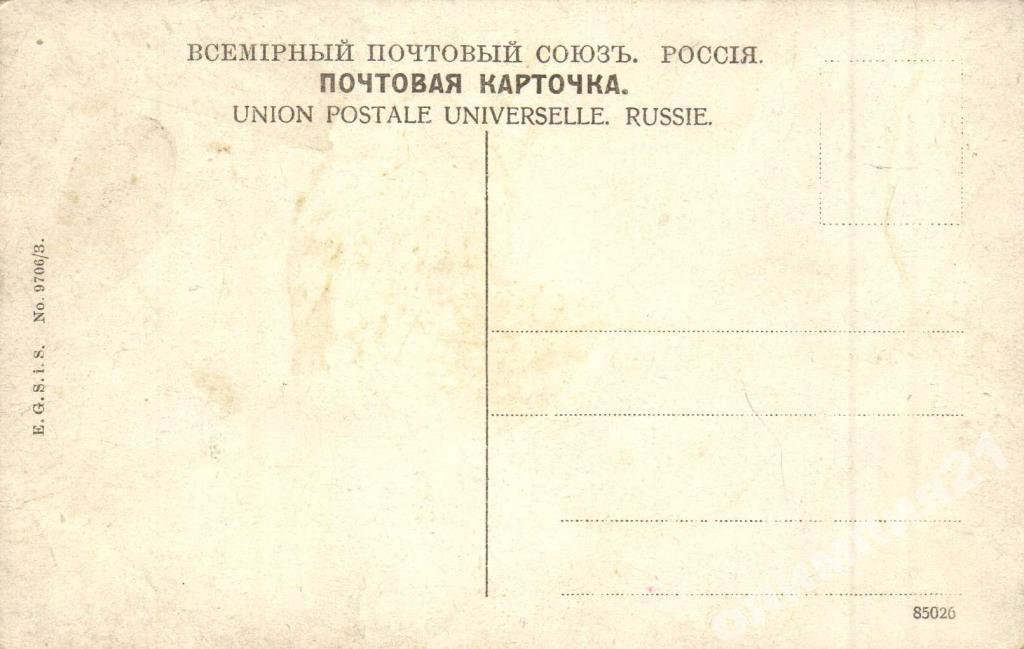 ВСЕМІРНЫЙ ПОЧТОВЫЙ СОЮЗЪ. РОССІЯ.
ПОЧТОВАЯ КАРТОЧКА.
UNION POSTALE UNIVERSELLE. RUSSIE.
E. G. S. i. S. No. 9706/3.
85026